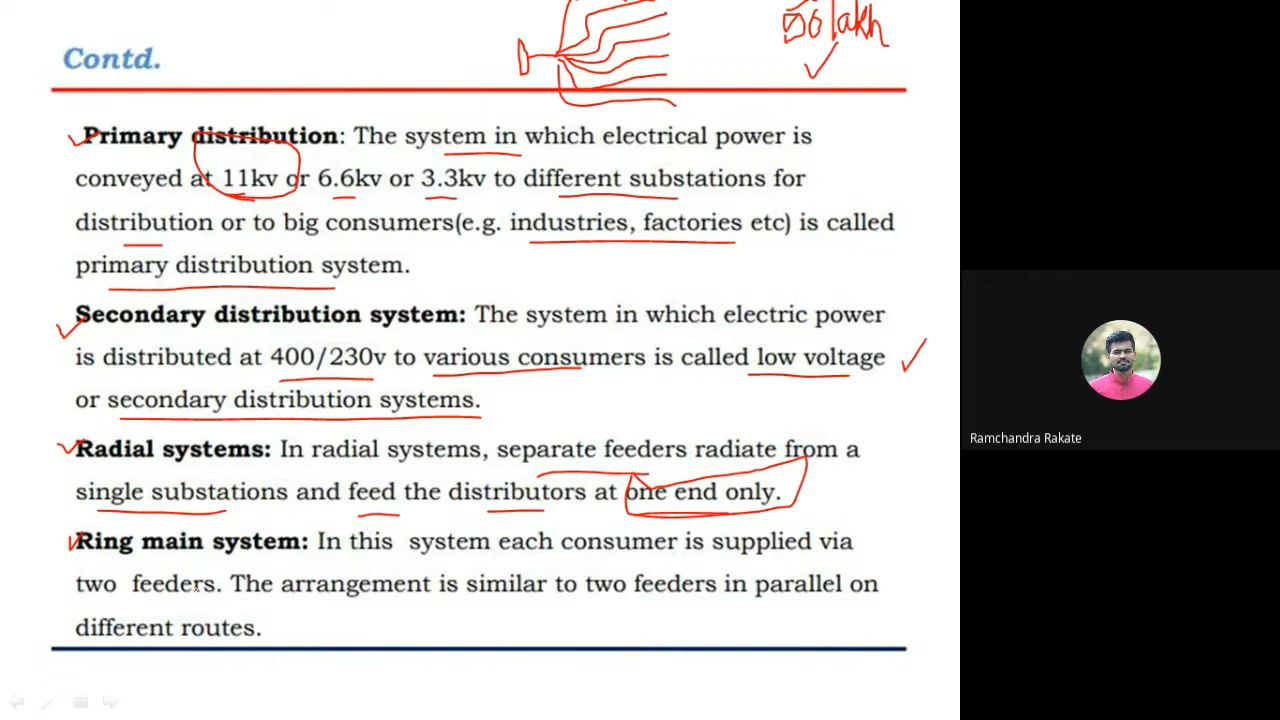 50 lakh
Contd.
Primary distribution: The system in which electrical power is
conveyed at 11kv or 6.6kv or 3.3kv to different substations for
distribution or to big consumers(e.g. industries, factories etc) is called
primary distribution system.
Secondary distribution system: The system in which electric power
is distributed at 400/230v to various consumers is called low voltage
or secondary distribution systems.
Radial systems: In radial systems, separate feeders radiate from a
single substations and feed the distributors at one end only.
Ring main system: In this system each consumer is supplied via
two feeders. The arrangement is similar to two feeders in parallel on
different routes.
Ramchandra Rakate